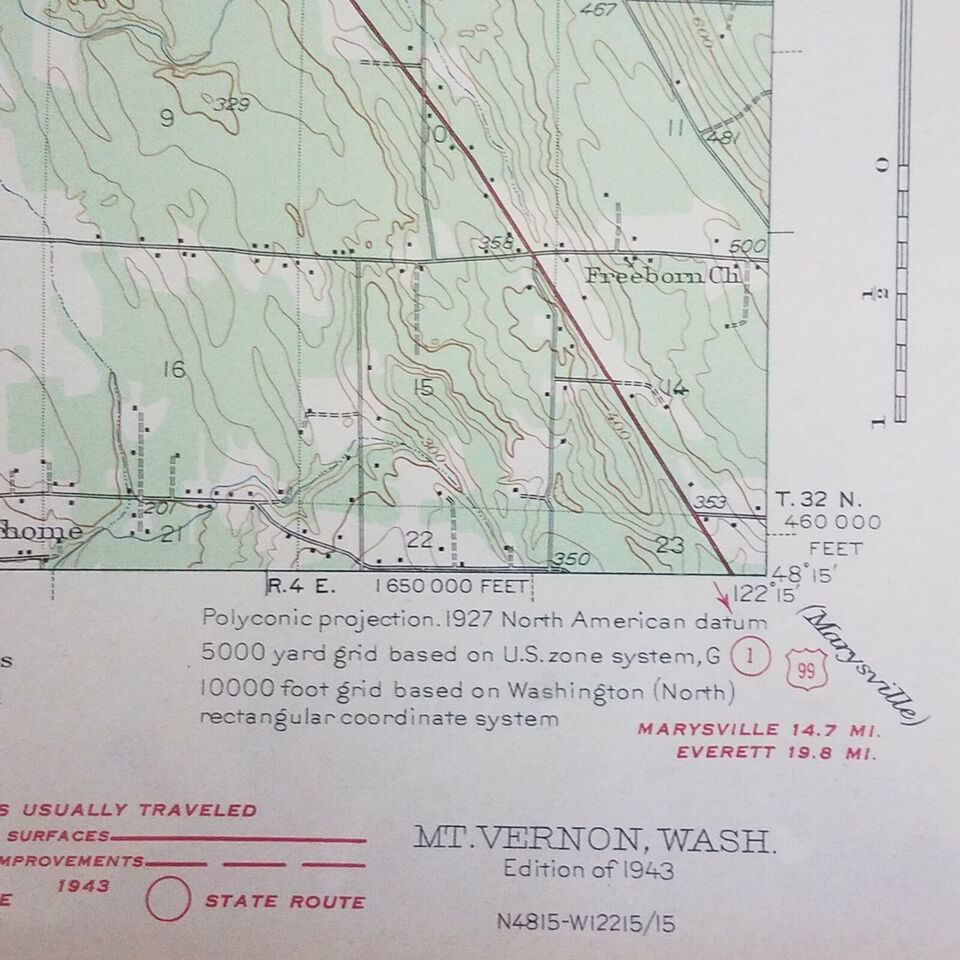 467
600
329
9
10
11
481
0
358
500
Freeborn Ch
1/2
16
15
14
400
300
1
201
353
T. 32 N.
460 000
FEET
home
21
22
23
350
48°15'
R. 4 E. 1 650 000 FEET
122°15'
Polyconic projection. 1927 North American datum
(Marysville)
5000 yard grid based on U.S. zone system, G
1
99
s
10000 foot grid based on Washington (North)
rectangular coordinate system
MARYSVILLE 14.7 MI.
EVERETT 19.8 MI.
S USUALLY TRAVELED
SURFACES
MPROVEMENTS
1943
E
STATE ROUTE
MT. VERNON, WASH.
Edition of 1943
N4815-W12215/15